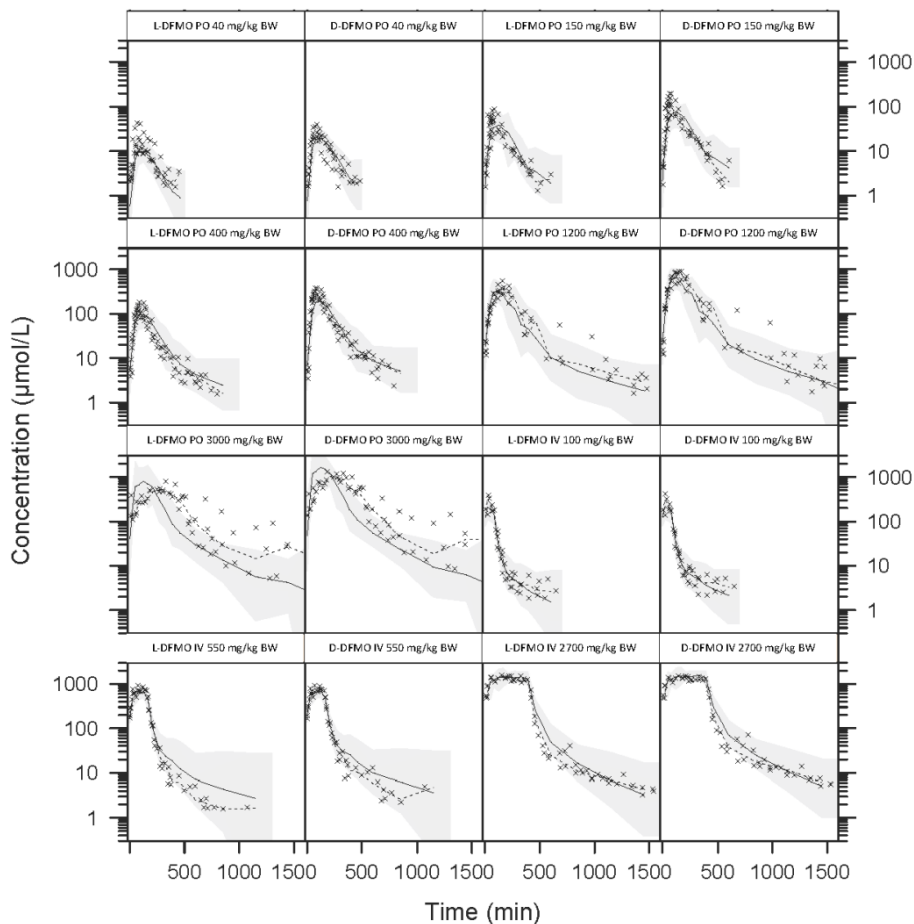 L-DFMO PO 40 mg/kg BW D-DFMO PO 40 mg/kg BW L-DFMO PO 150 mg/kg BW D-DFMO PO 150 mg/kg BW
1000
100
10
1
L-DFMO PO 400 mg/kg BW D-DFMO PO 400 mg/kg BW L-DFMO PO 1200 mg/kg BW D-DFMO PO 1200 mg/kg BW
1000
100
10
1
L-DFMO PO 3000 mg/kg BW D-DFMO PO 3000 mg/kg BW L-DFMO IV 100 mg/kg BW D-DFMO IV 100 mg/kg BW
1000
100
10
1
L-DFMO IV 550 mg/kg BW D-DFMO IV 550 mg/kg BW L-DFMO IV 2700 mg/kg BW D-DFMO IV 2700 mg/kg BW
1000
100
10
1
Concentration (µmol/L)
500 1000 1500 500 1000 1500
500 1000 1500 500 1000 1500
Time (min)